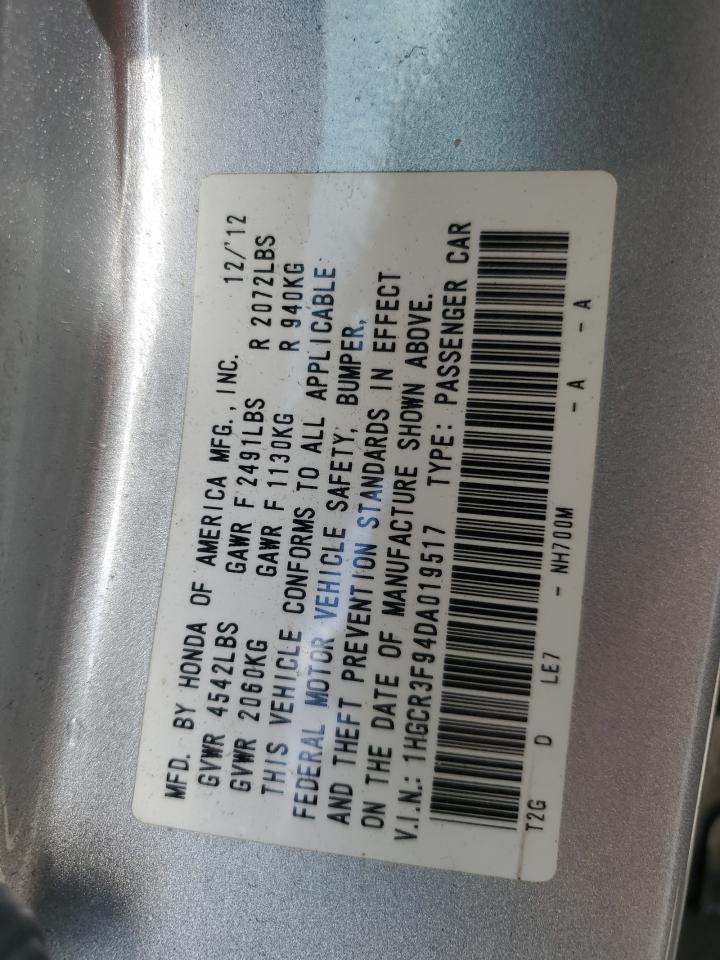 MFD. BY HONDA OF AMERICA MFG., INC. 12/'12
GVWR 4542LBS GAWR F 2491LBS R 2072LBS
GVWR 2060KG GAWR F 1130KG R 940KG
THIS VEHICLE CONFORMS TO ALL APPLICABLE
FEDERAL MOTOR VEHICLE SAFETY, BUMPER,
AND THEFT PREVENTION STANDARDS IN EFFECT
ON THE DATE OF MANUFACTURE SHOWN ABOVE.
V.I.N.: 1HGCR3F94DA019517 TYPE: PASSENGER CAR
T2G D LE7 - NH700M - A - A